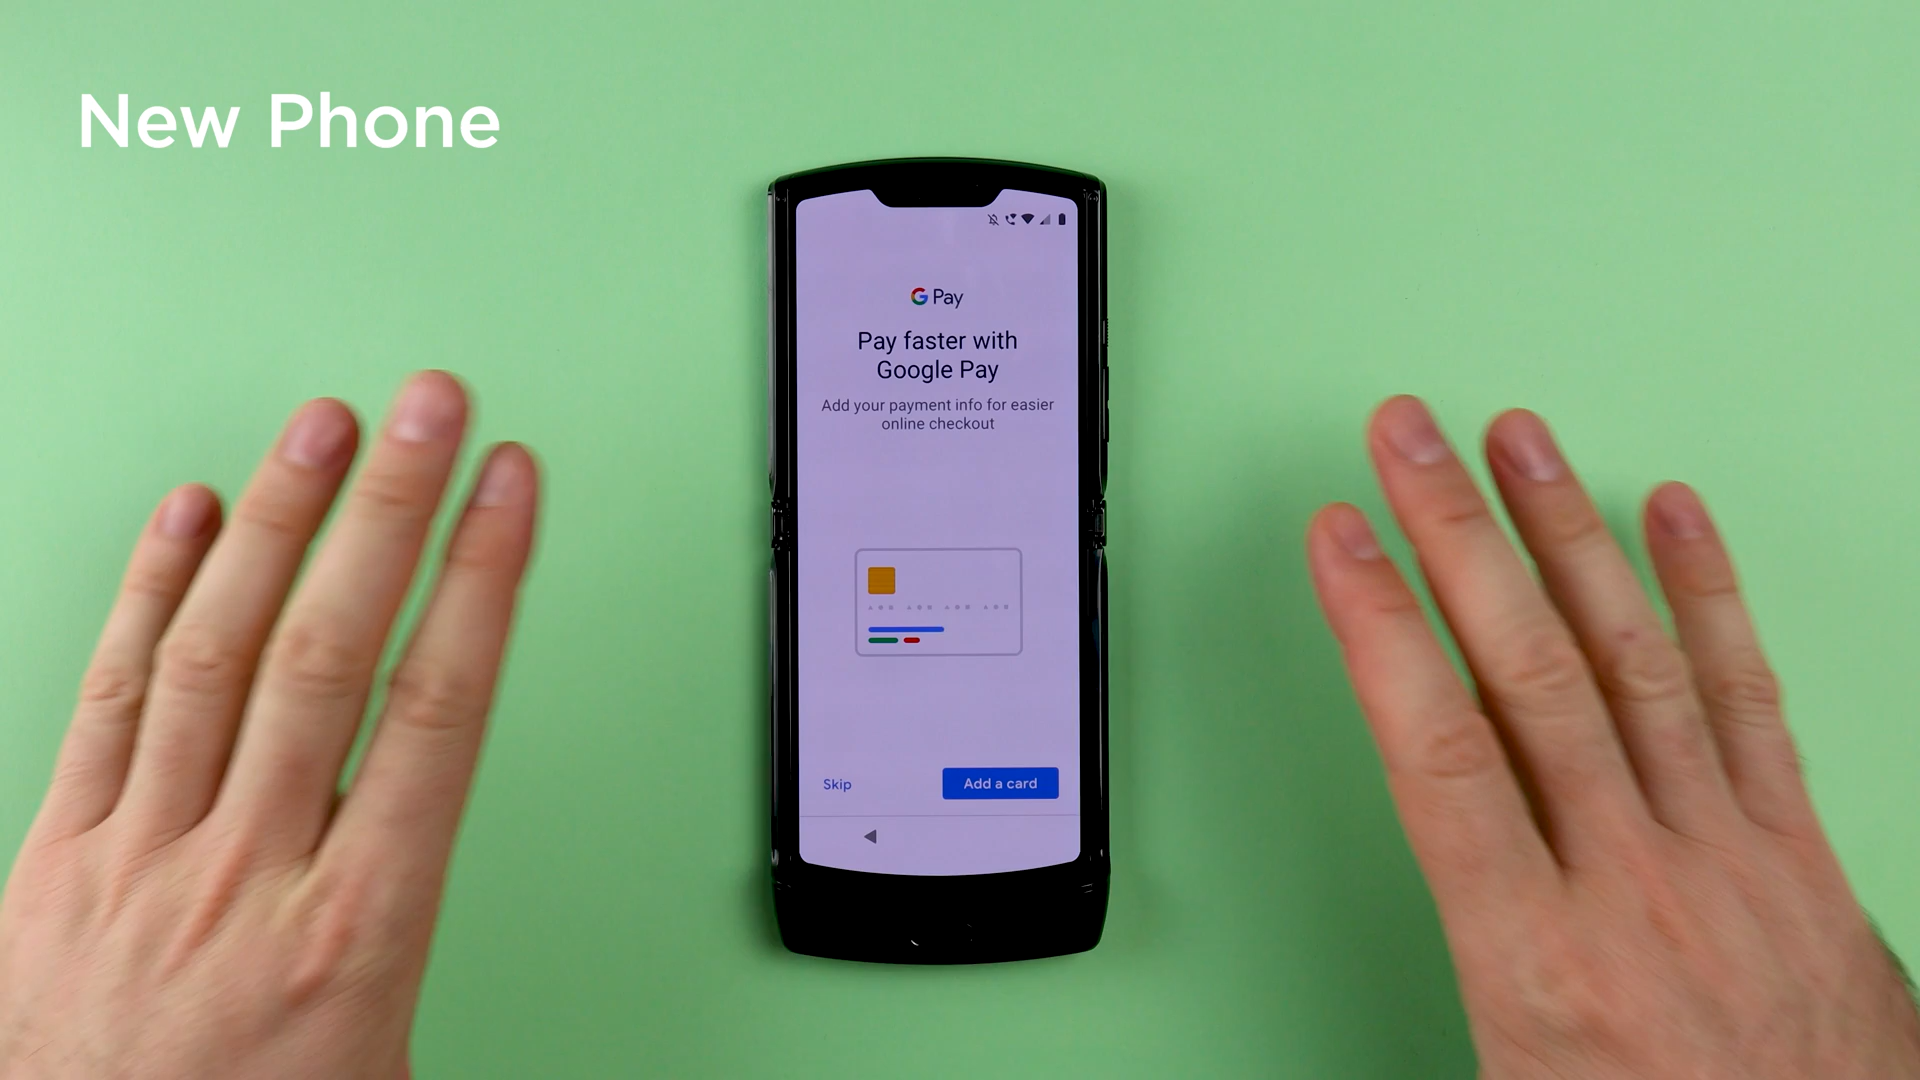 New Phone
G Pay
Pay faster with
Google Pay
Add your payment info for easier
online checkout
Skip
Add a card